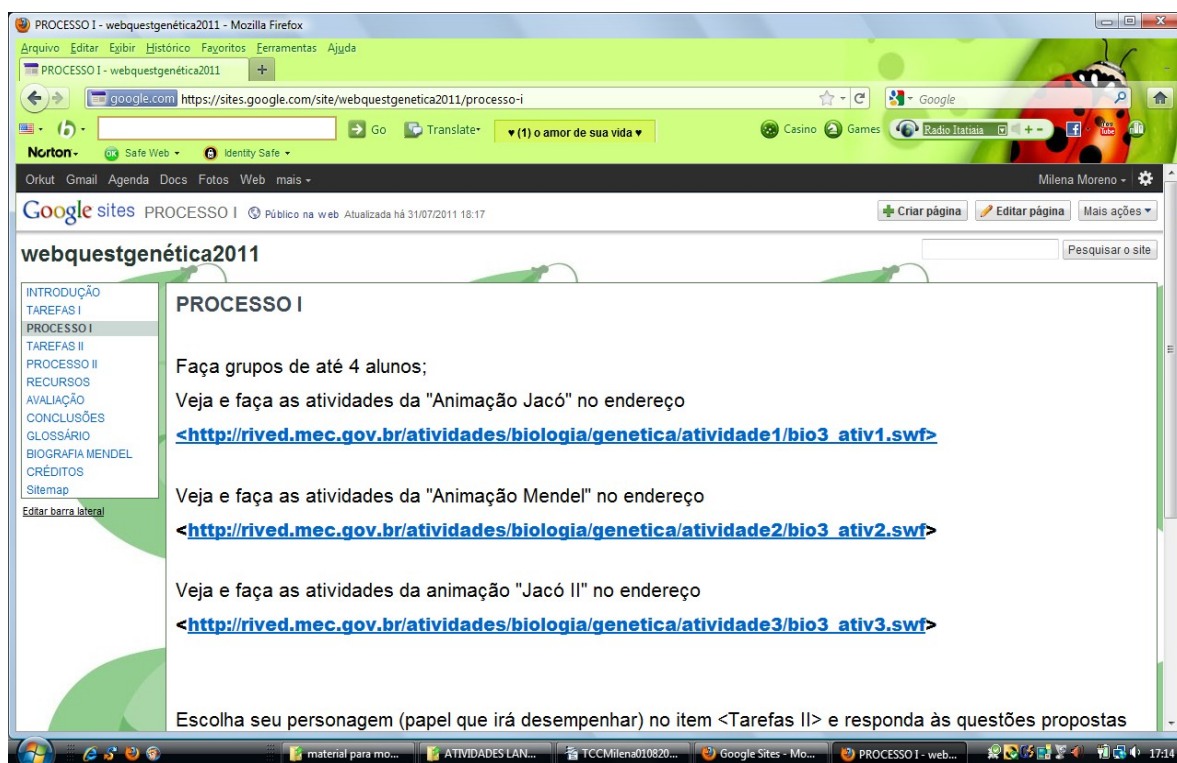 PROCESSO I - webquestgenética2011 - Mozilla Firefox
Arquivo Editar Exibir Histórico Favoritos Ferramentas Ajuda
PROCESSO I - webquestgenética2011 +
google.com https://sites.google.com/site/webquestgenetica2011/processo-i Google
Go Translate ♥ (1) o amor de sua vida ♥ Casino Games Radio Itatiaia
Norton OK Safe Web Identity Safe
Orkut Gmail Agenda Docs Fotos Web mais Milena Moreno
Google sites PROCESSO I Público na web Atualizada há 31/07/2011 18:17 Criar página Editar página Mais ações
webquestgenética2011 Pesquisar o site
INTRODUÇÃO
TAREFAS I
PROCESSO I
TAREFAS II
PROCESSO II
RECURSOS
AVALIAÇÃO
CONCLUSÕES
GLOSSÁRIO
BIOGRAFIA MENDEL
CRÉDITOS
Sitemap
Editar barra lateral
PROCESSO I
Faça grupos de até 4 alunos;
Veja e faça as atividades da "Animação Jacó" no endereço
<http://rived.mec.gov.br/atividades/biologia/genetica/atividade1/bio3_ativ1.swf>
Veja e faça as atividades da "Animação Mendel" no endereço
<http://rived.mec.gov.br/atividades/biologia/genetica/atividade2/bio3_ativ2.swf>
Veja e faça as atividades da animação "Jacó II" no endereço
<http://rived.mec.gov.br/atividades/biologia/genetica/atividade3/bio3_ativ3.swf>
Escolha seu personagem (papel que irá desempenhar) no item <Tarefas II> e responda às questões propostas
material para mo... ATIVIDADES LAN... TCCMilena010820... Google Sites - Mo... PROCESSO I - web... 17:14